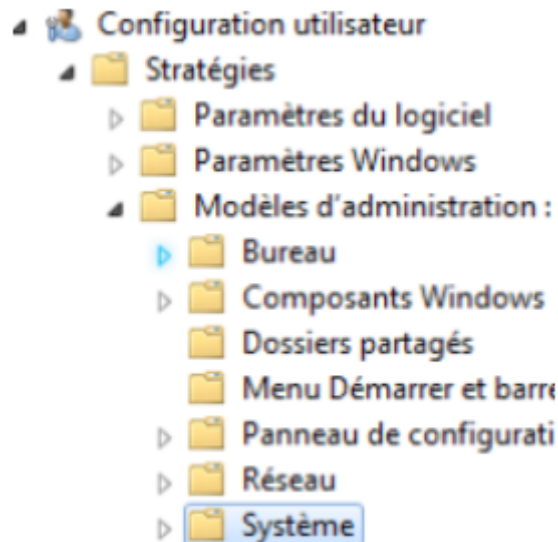 Configuration utilisateur
Stratégies
Paramètres du logiciel
Paramètres Windows
Modèles d'administration :
Bureau
Composants Windows
Dossiers partagés
Menu Démarrer et barre
Panneau de configurati
Réseau
Système